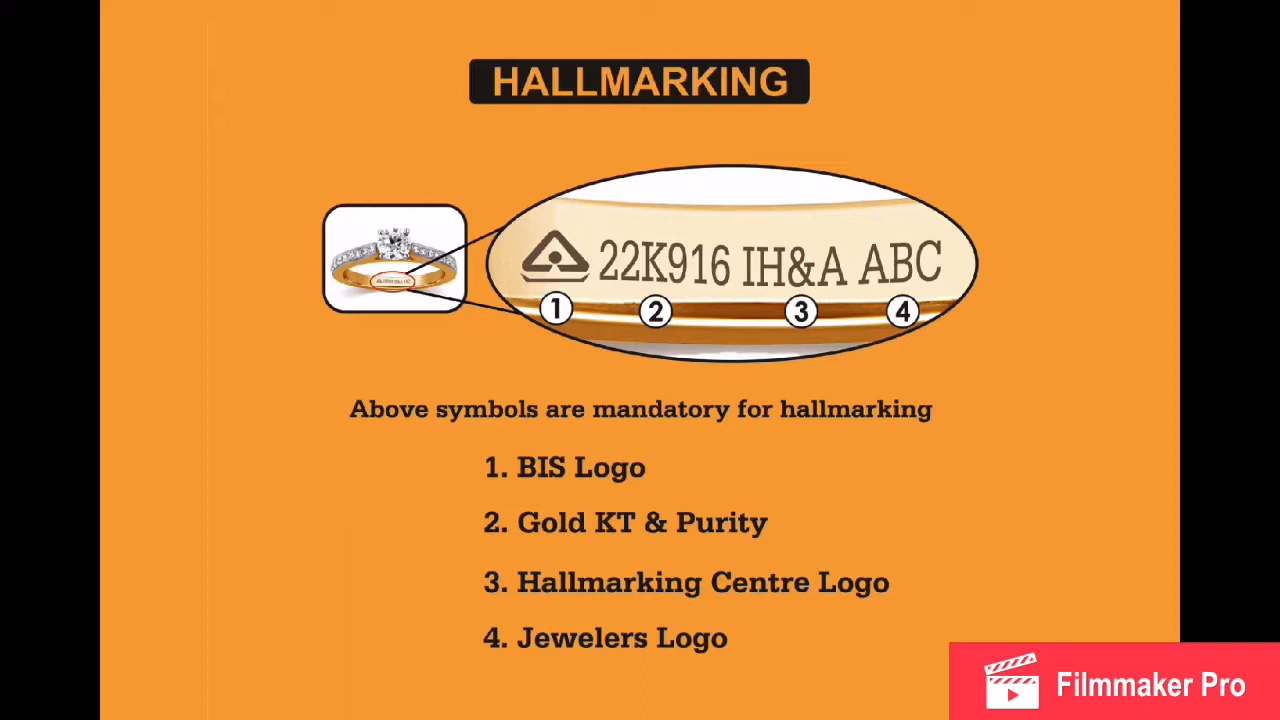 HALLMARKING
22K916 IH&A ABC
1 2 3 4
Above symbols are mandatory for hallmarking
1. BIS Logo
2. Gold KT & Purity
3. Hallmarking Centre Logo
4. Jewelers Logo
Filmmaker Pro